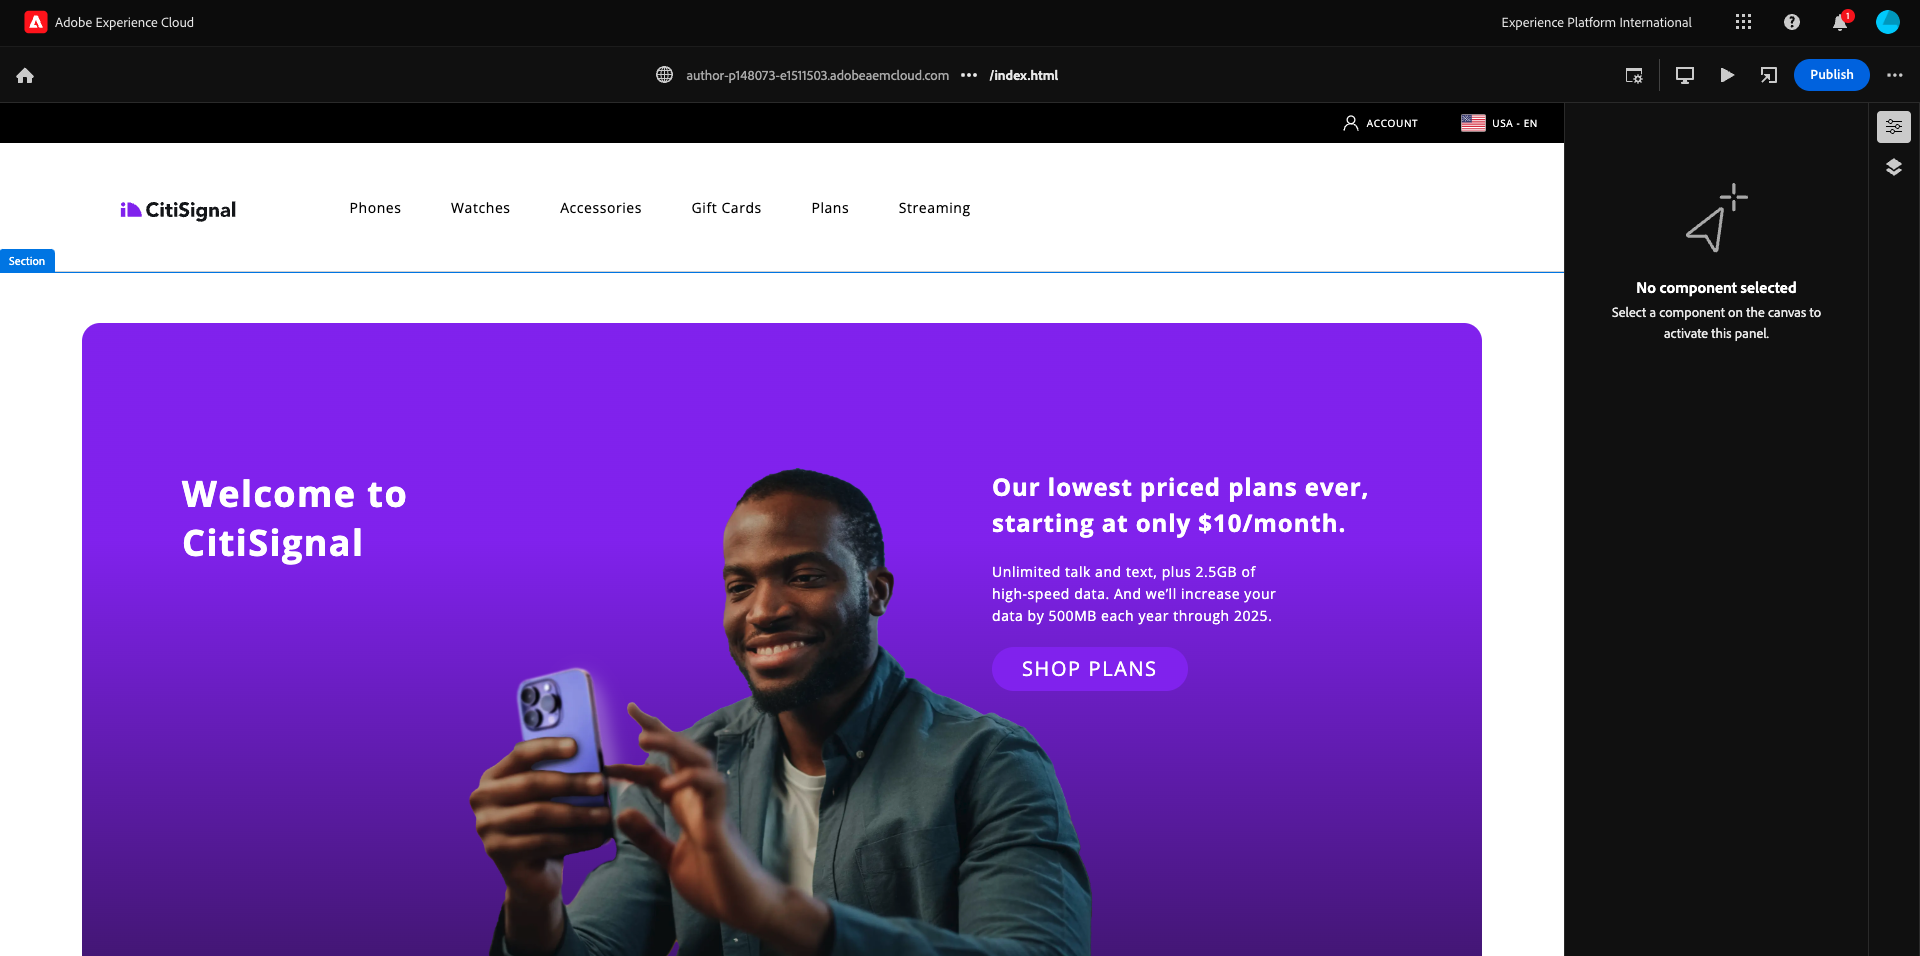 Adobe Experience Cloud
Experience Platform International
1
author-p148073-e1511503.adobeaemcloud.com
/index.html
Publish
ACCOUNT
USA - EN
CitiSignal
Phones
Watches
Accessories
Gift Cards
Plans
Streaming
Section
No component selected
Select a component on the canvas to
activate this panel.
Welcome to
CitiSignal
Our lowest priced plans ever,
starting at only $10/month.
Unlimited talk and text, plus 2.5GB of
high-speed data. And we’ll increase your
data by 500MB each year through 2025.
SHOP PLANS